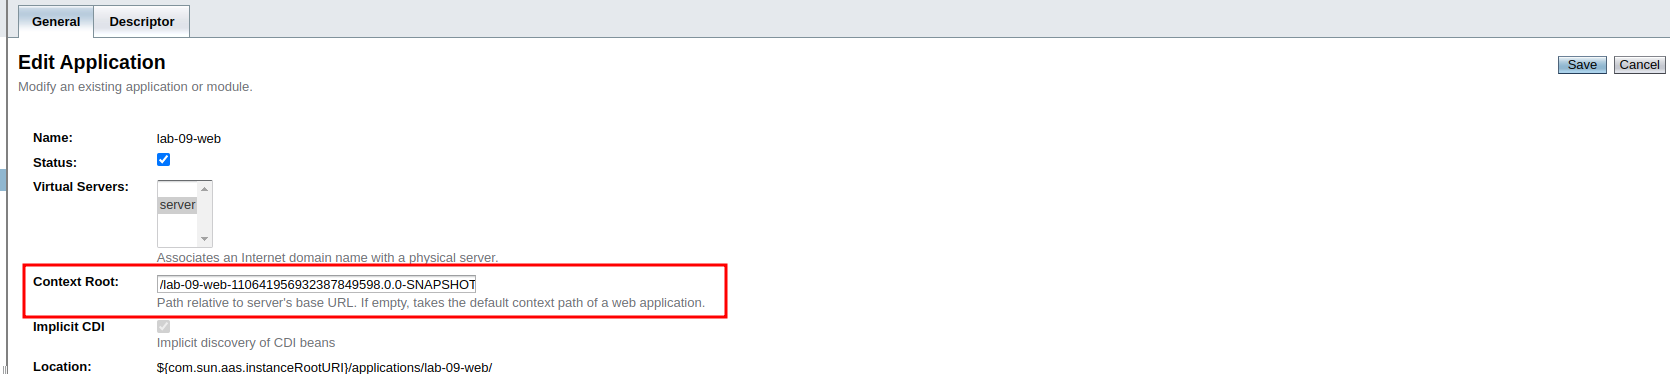 General Descriptor
Edit Application
Save Cancel
Modify an existing application or module.
Name: lab-09-web
Status:
Virtual Servers:
server
Associates an Internet domain name with a physical server.
Context Root: /lab-09-web-110641956932387849598.0.0-SNAPSHOT
Path relative to server's base URL. If empty, takes the default context path of a web application.
Implicit CDI
Implicit discovery of CDI beans
Location: ${com.sun.aas.instanceRootURI}/applications/lab-09-web/